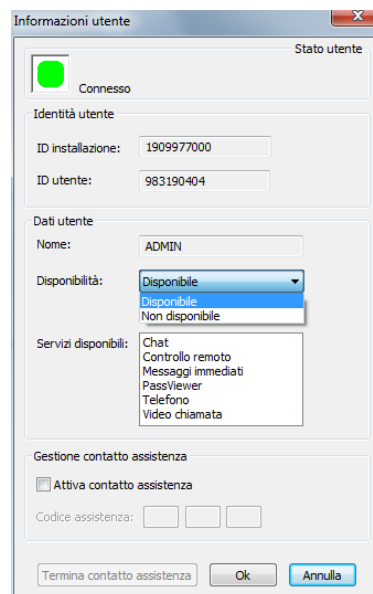 Informazioni utente
Stato utente
Connesso
Identità utente
ID installazione: 1909977000
ID utente: 983190404
Dati utente
Nome: ADMIN
Disponibilità: Disponibile
Disponibile
Non disponibile
Servizi disponibili: Chat
Controllo remoto
Messaggi immediati
PassViewer
Telefono
Video chiamata
Gestione contatto assistenza
Attiva contatto assistenza
Codice assistenza:
Termina contatto assistenza Ok Annulla